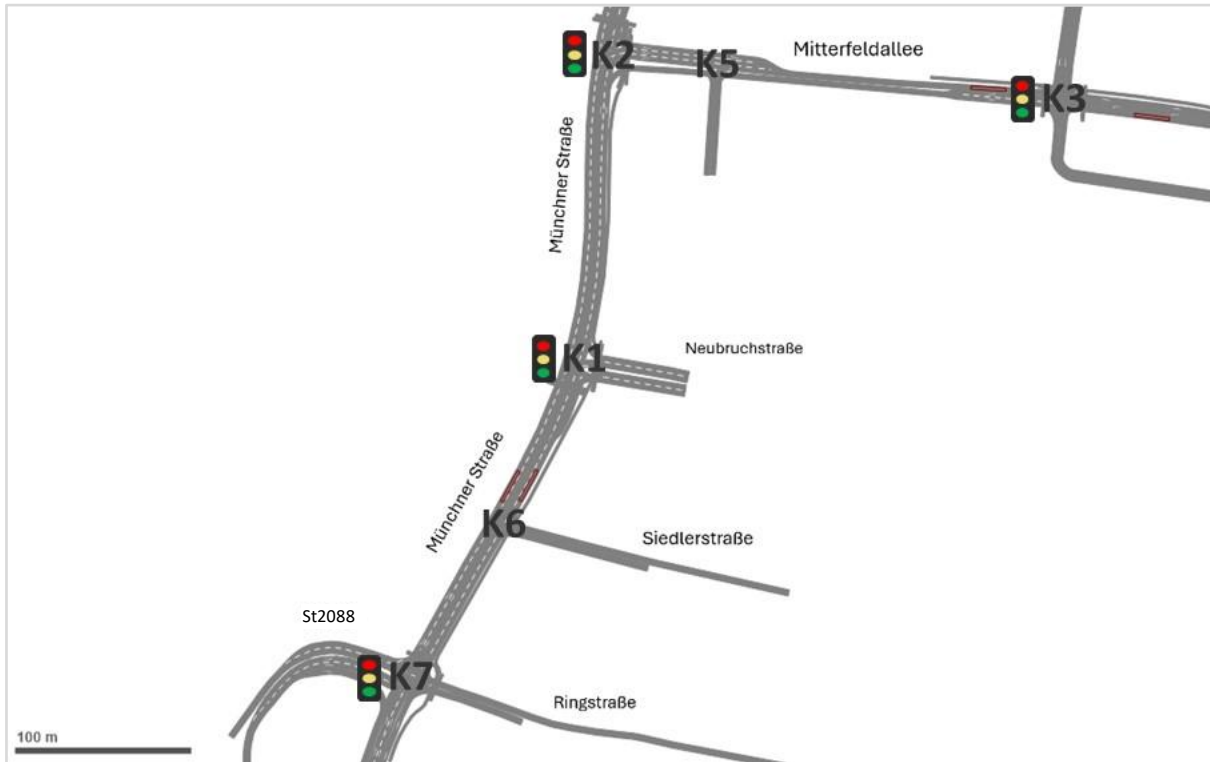 K2
K5
Mitterfeldallee
K3
Münchner Straße
K1
Neubruchstraße
Münchner Straße
K6
Siedlerstraße
St2088
K7
Ringstraße
100 m